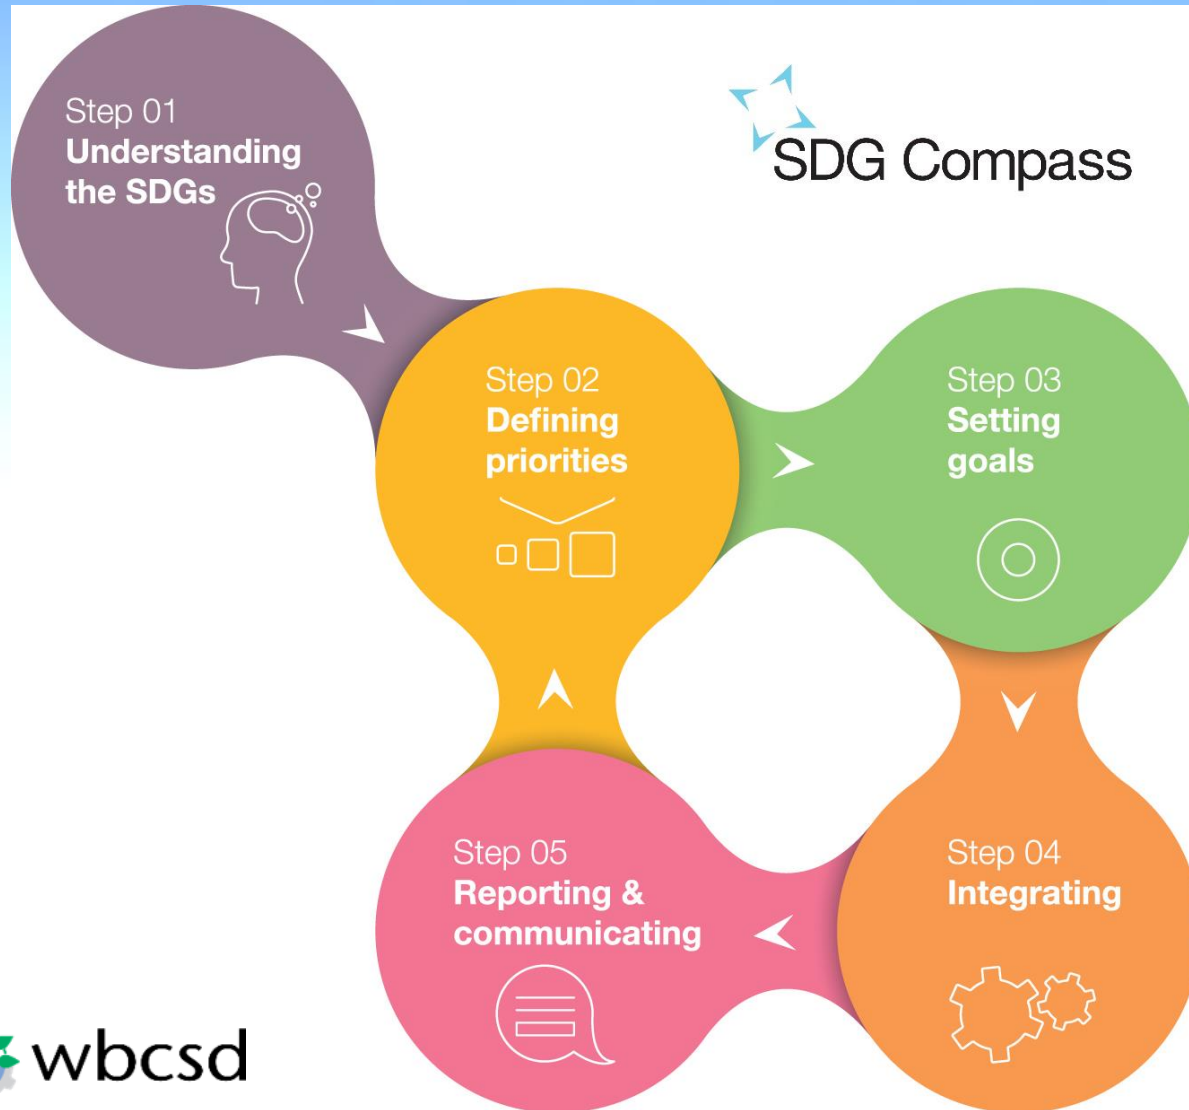 Step 01
Understanding
the SDGs
SDG Compass
Step 02
Defining
priorities
Step 03
Setting
goals
Step 05
Reporting &
communicating
Step 04
Integrating
wbcsd